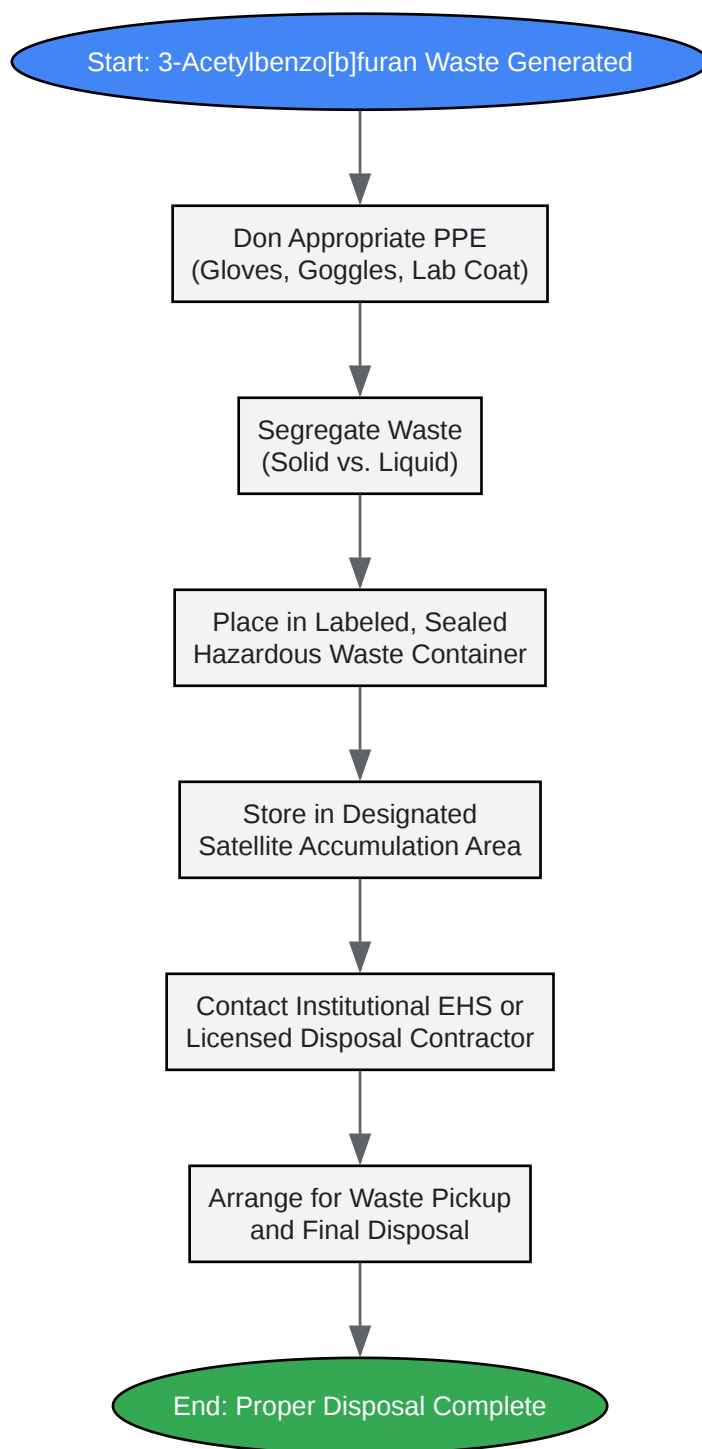 Start: 3-Acetylbenzo[b]furan Waste Generated
Don Appropriate PPE
(Gloves, Goggles, Lab Coat)
Segregate Waste
(Solid vs. Liquid)
Place in Labeled, Sealed
Hazardous Waste Container
Store in Designated
Satellite Accumulation Area
Contact Institutional EHS or
Licensed Disposal Contractor
Arrange for Waste Pickup
and Final Disposal
End: Proper Disposal Complete